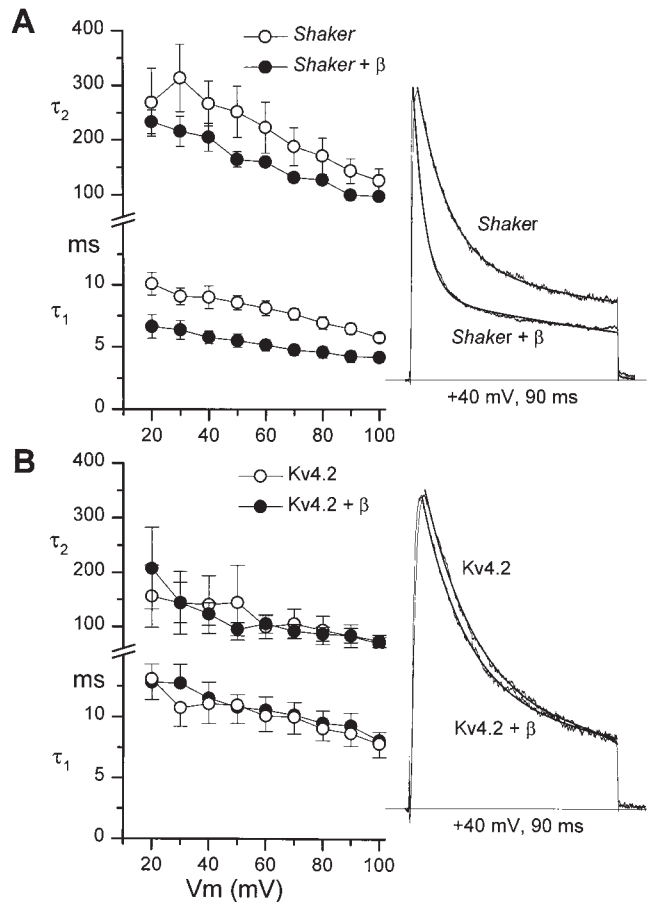 A
Shaker
Shaker + β
400
300
200
100
τ2
ms
10
5
0
τ1
20 40 60 80 100
Shaker
Shaker + β
+40 mV, 90 ms
B
Kv4.2
Kv4.2 + β
400
300
200
100
τ2
ms
10
5
0
τ1
20 40 60 80 100
Vm (mV)
Kv4.2
Kv4.2 + β
+40 mV, 90 ms